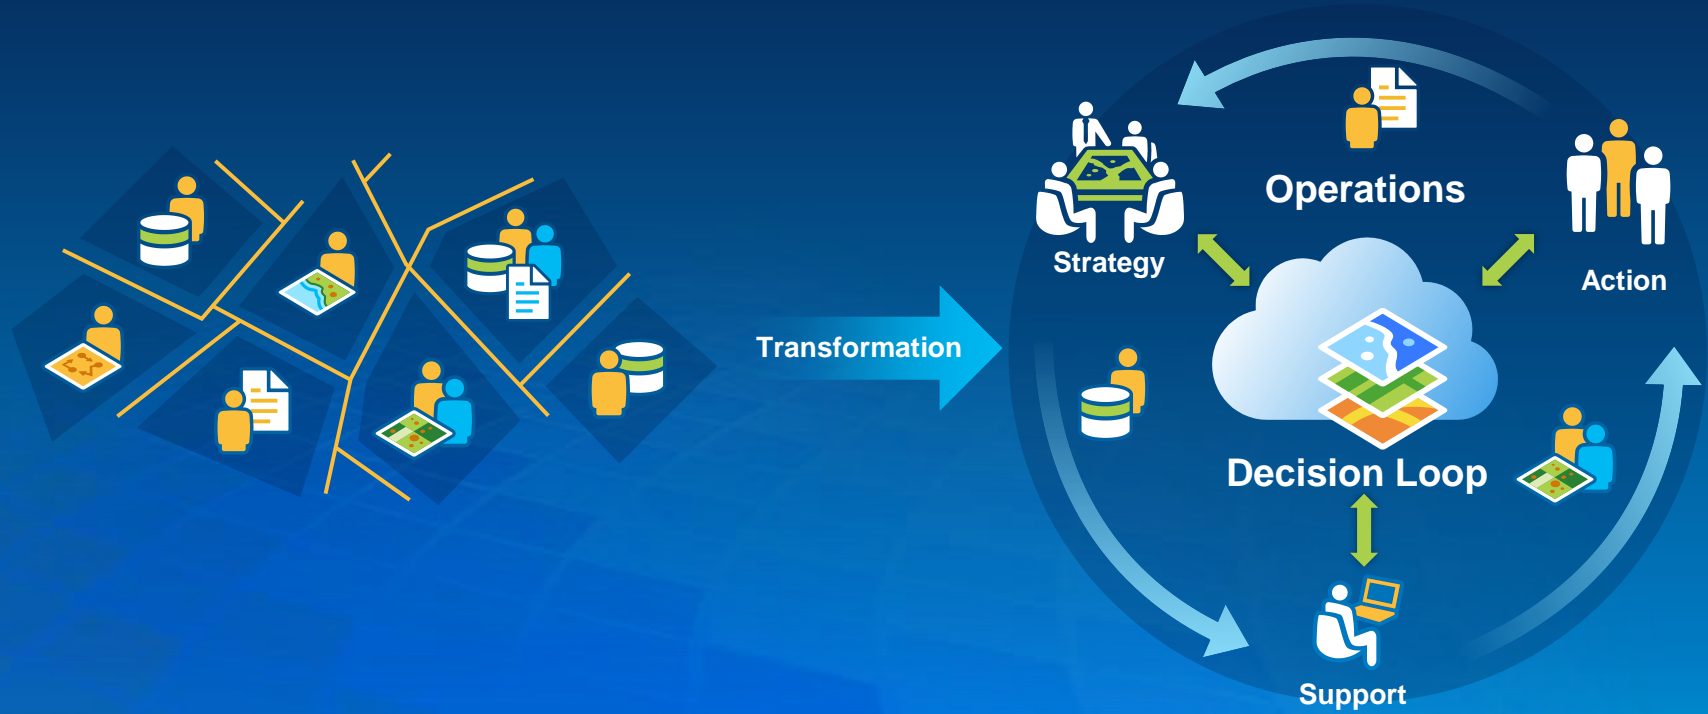 Operations
Strategy
Action
Transformation
Decision Loop
Support